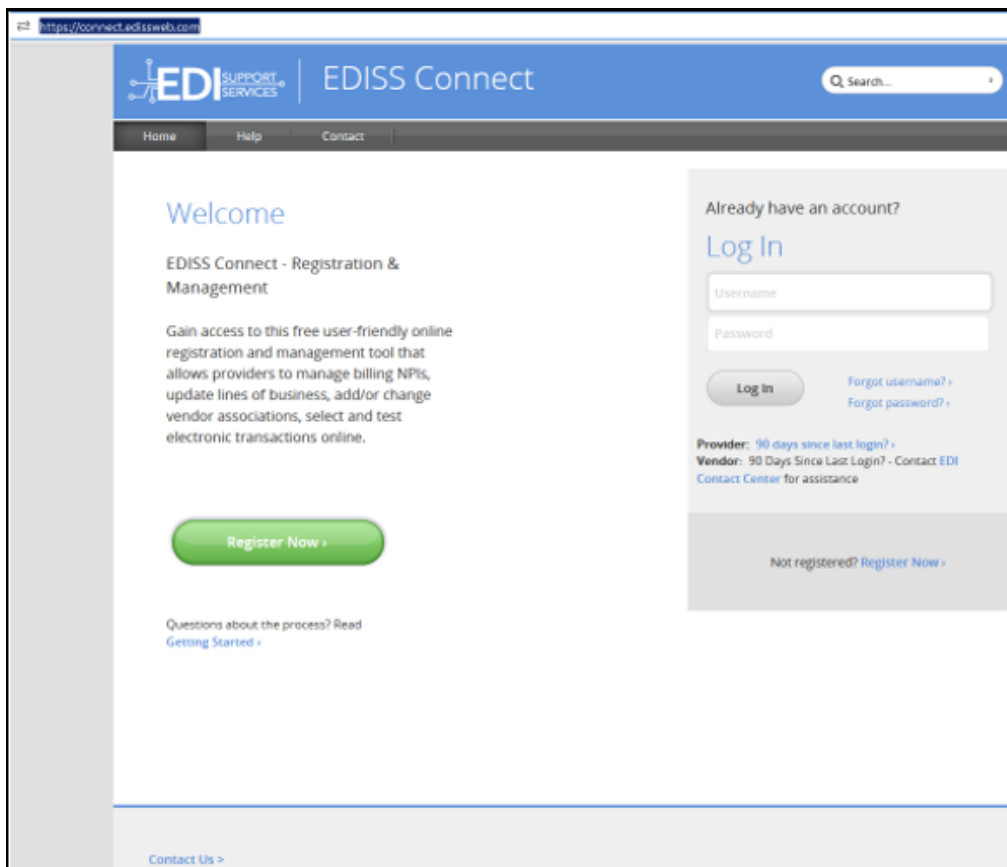 https://connect.edissweb.com
EDI SUPPORT SERVICES
EDISS Connect
Search...
Home Help Contact
Welcome
EDISS Connect - Registration &
Management
Gain access to this free user-friendly online
registration and management tool that
allows providers to manage billing NPIs,
update lines of business, add/or change
vendor associations, select and test
electronic transactions online.
Register Now ›
Questions about the process? Read
Getting Started ›
Already have an account?
Log In
Username
Password
Log In
Forgot username? ›
Forgot password? ›
Provider: 90 days since last login? ›
Vendor: 90 Days Since Last Login? - Contact EDI
Contact Center for assistance
Not registered? Register Now ›
Contact Us >